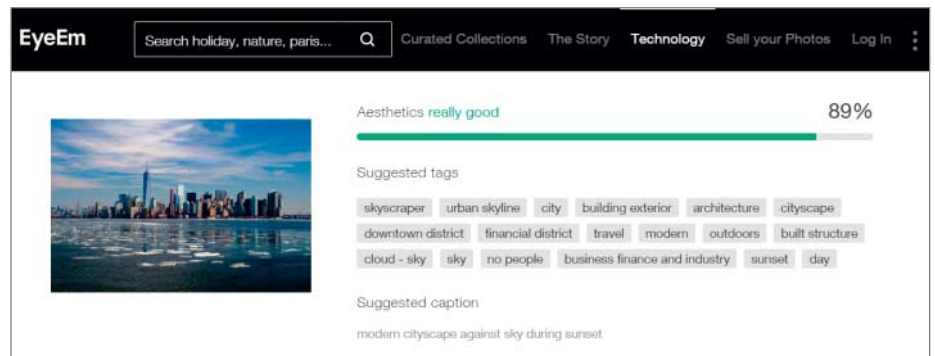 EyeEm
Search holiday, nature, paris...
Curated Collections The Story Technology Sell your Photos Log In
Aesthetics really good 89%
Suggested tags
skyscraper urban skyline city building exterior architecture cityscape
downtown district financial district travel modern outdoors built structure
cloud - sky sky no people business finance and industry sunset day
Suggested caption
modern cityscape against sky during sunset